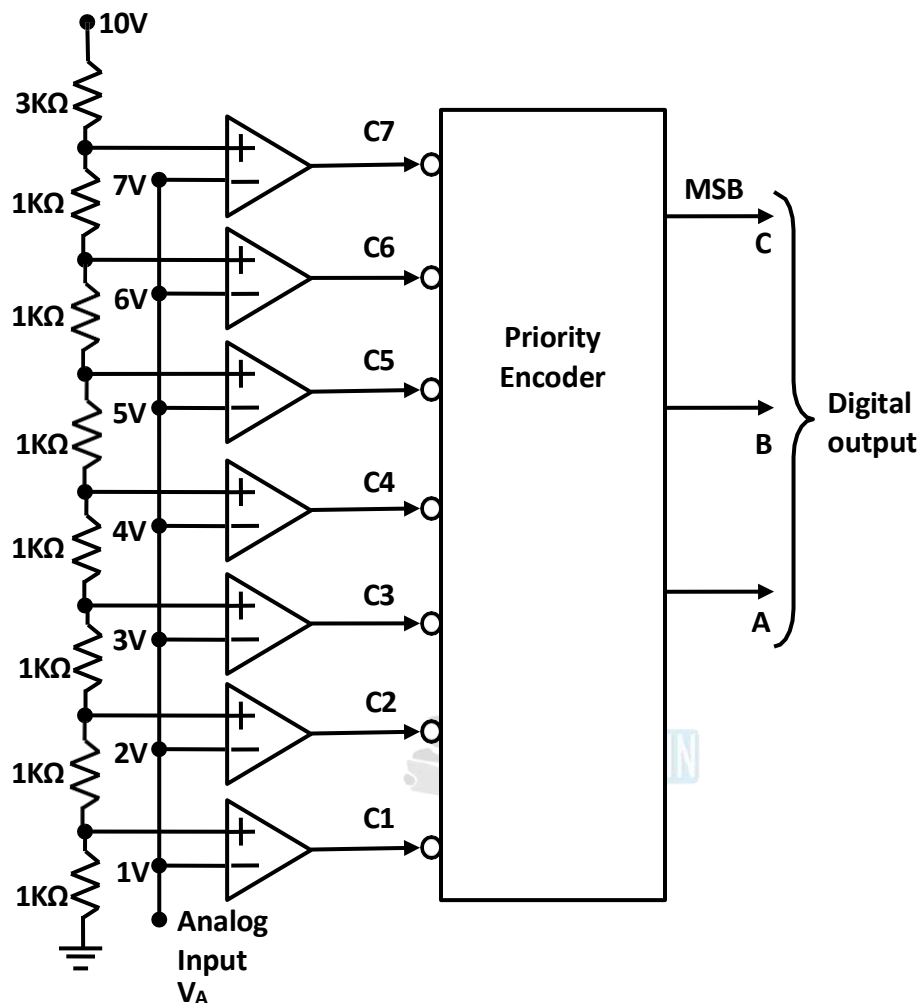 10V
3KΩ
C7
+
−
7V
MSB
C
1KΩ
C6
+
−
6V
1KΩ
C5
+
−
5V
Priority
Encoder
B
Digital
output
1KΩ
C4
+
−
4V
1KΩ
C3
+
−
3V
A
1KΩ
C2
+
−
2V
1KΩ
C1
+
−
1V
1KΩ
Analog
Input
VA